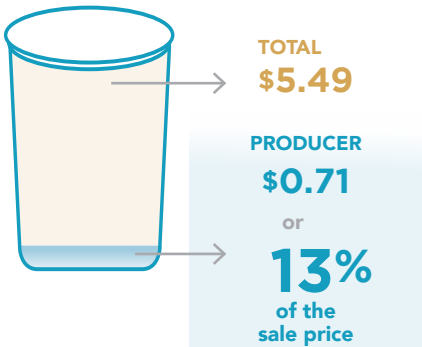 TOTAL
$5.49
PRODUCER
$0.71
or
13%
of the
sale price